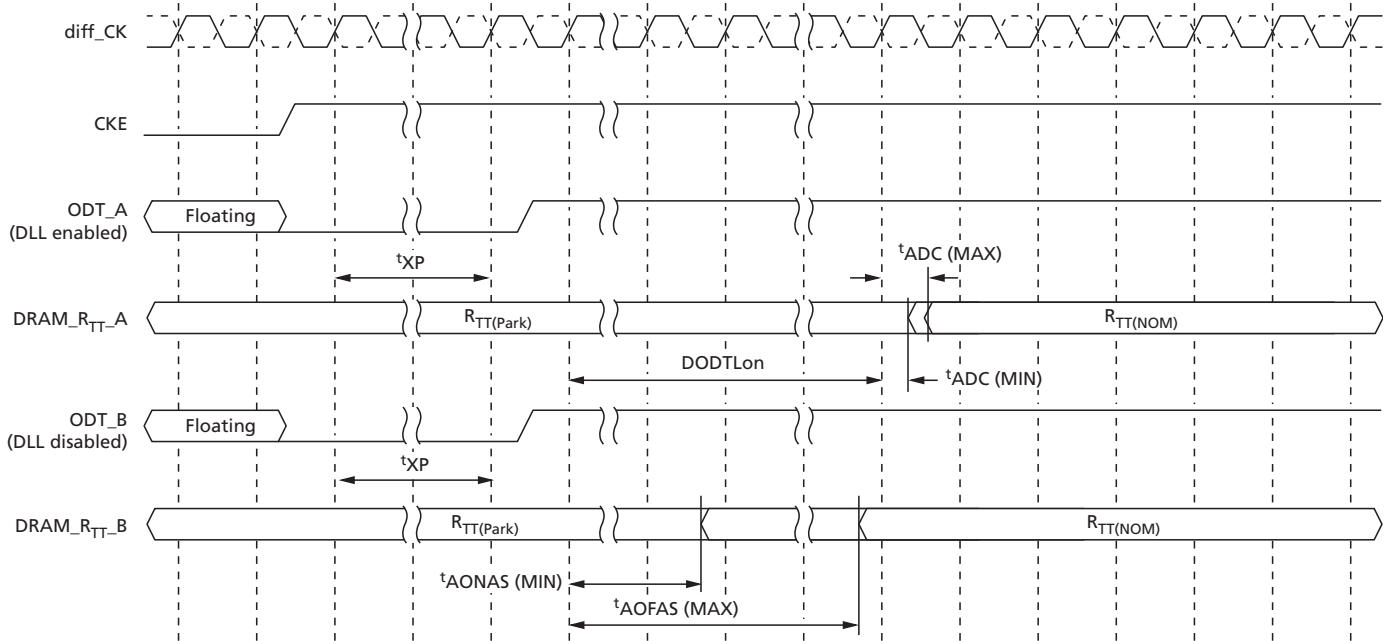 diff_CK
CKE
ODT_A
(DLL enabled)
Floating
tXP
tADC (MAX)
DRAM_RTT_A
RTT(Park)
RTT(NOM)
DODTLon
tADC (MIN)
ODT_B
(DLL disabled)
Floating
tXP
DRAM_RTT_B
RTT(Park)
RTT(NOM)
tAONAS (MIN)
tAOFAS (MAX)